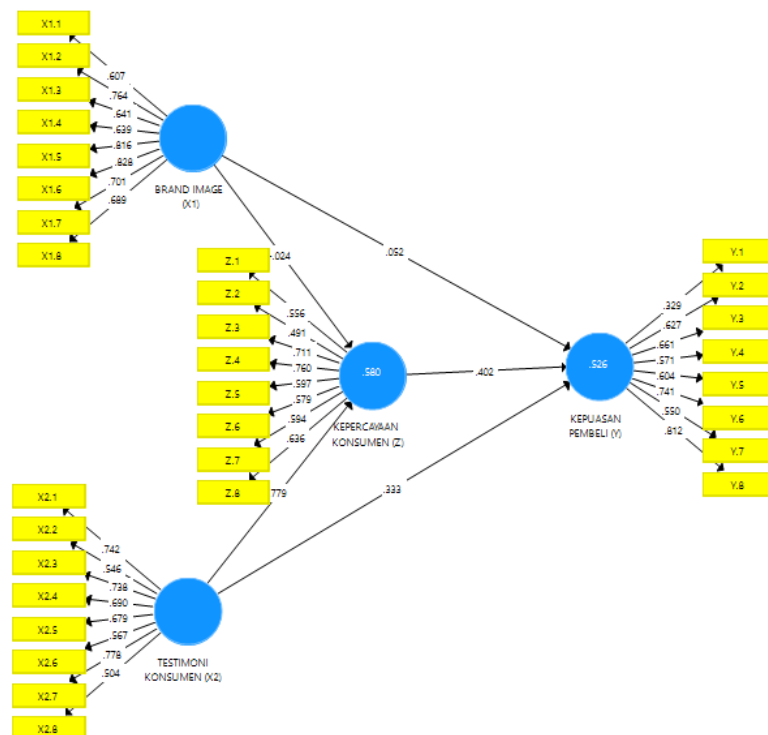 X1.1
X1.2
X1.3
X1.4
X1.5
X1.6
X1.7
X1.8
.607
.764
.641
.639
.816
.828
.701
.689
BRAND IMAGE
(X1)
-.024
.052
Z.1
Z.2
Z.3
Z.4
Z.5
Z.6
Z.7
Z.8
.556
.491
.711
.760
.597
.579
.594
.636
.580
KEPERCAYAAN
KONSUMEN (Z)
.402
.779
.333
.526
KEPUASAN
PEMBELI (Y)
.329
.627
.661
.571
.604
.741
.550
.812
Y.1
Y.2
Y.3
Y.4
Y.5
Y.6
Y.7
Y.8
X2.1
X2.2
X2.3
X2.4
X2.5
X2.6
X2.7
X2.8
.742
.546
.738
.690
.679
.567
.778
.504
TESTIMONI
KONSUMEN (X2)